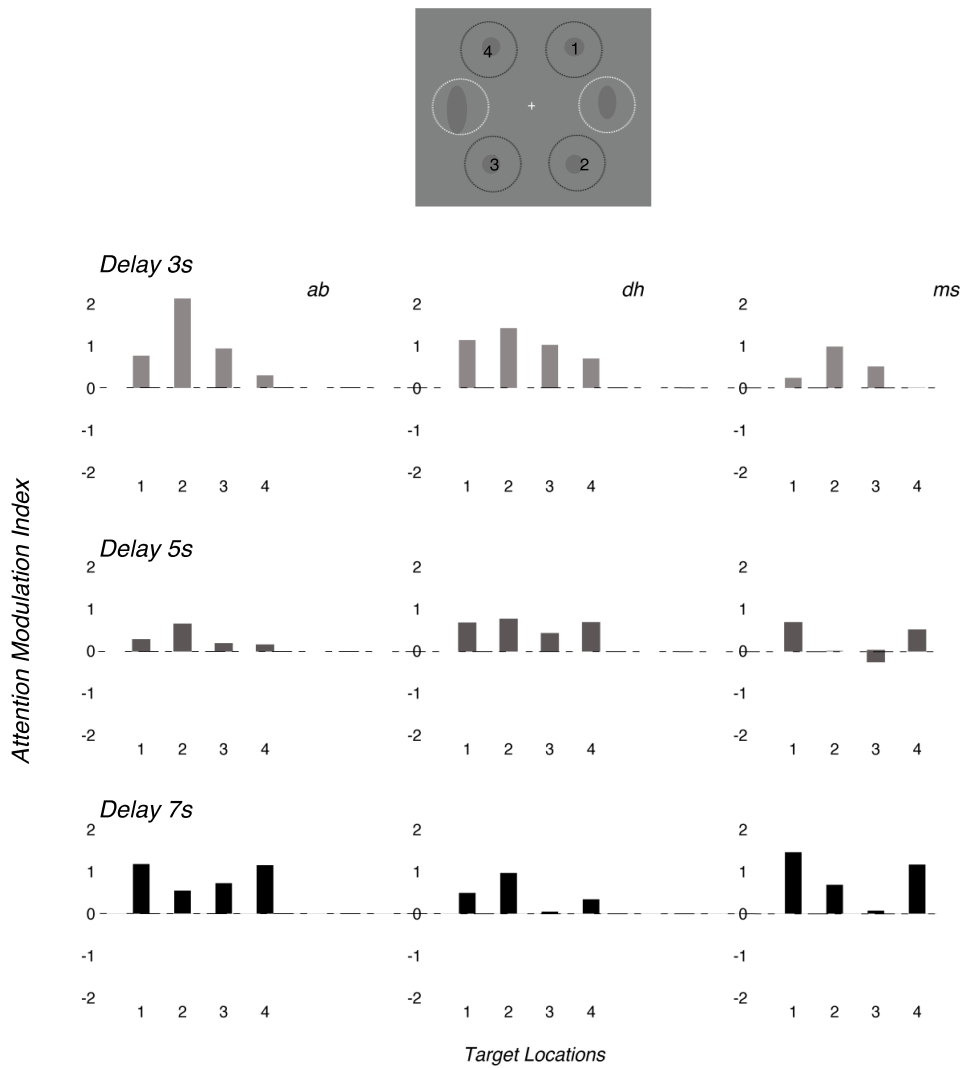 4 1
+
3 2
Delay 3s
ab dh ms
2 2 2
1 1 1
0 0 0
-1 -1 -1
-2 -2 -2
1 2 3 4 1 2 3 4 1 2 3 4
Delay 5s
2 2 2
1 1 1
0 0 0
-1 -1 -1
-2 -2 -2
1 2 3 4 1 2 3 4 1 2 3 4
Attention Modulation Index
Delay 7s
2 2 2
1 1 1
0 0 0
-1 -1 -1
-2 -2 -2
1 2 3 4 1 2 3 4 1 2 3 4
Target Locations